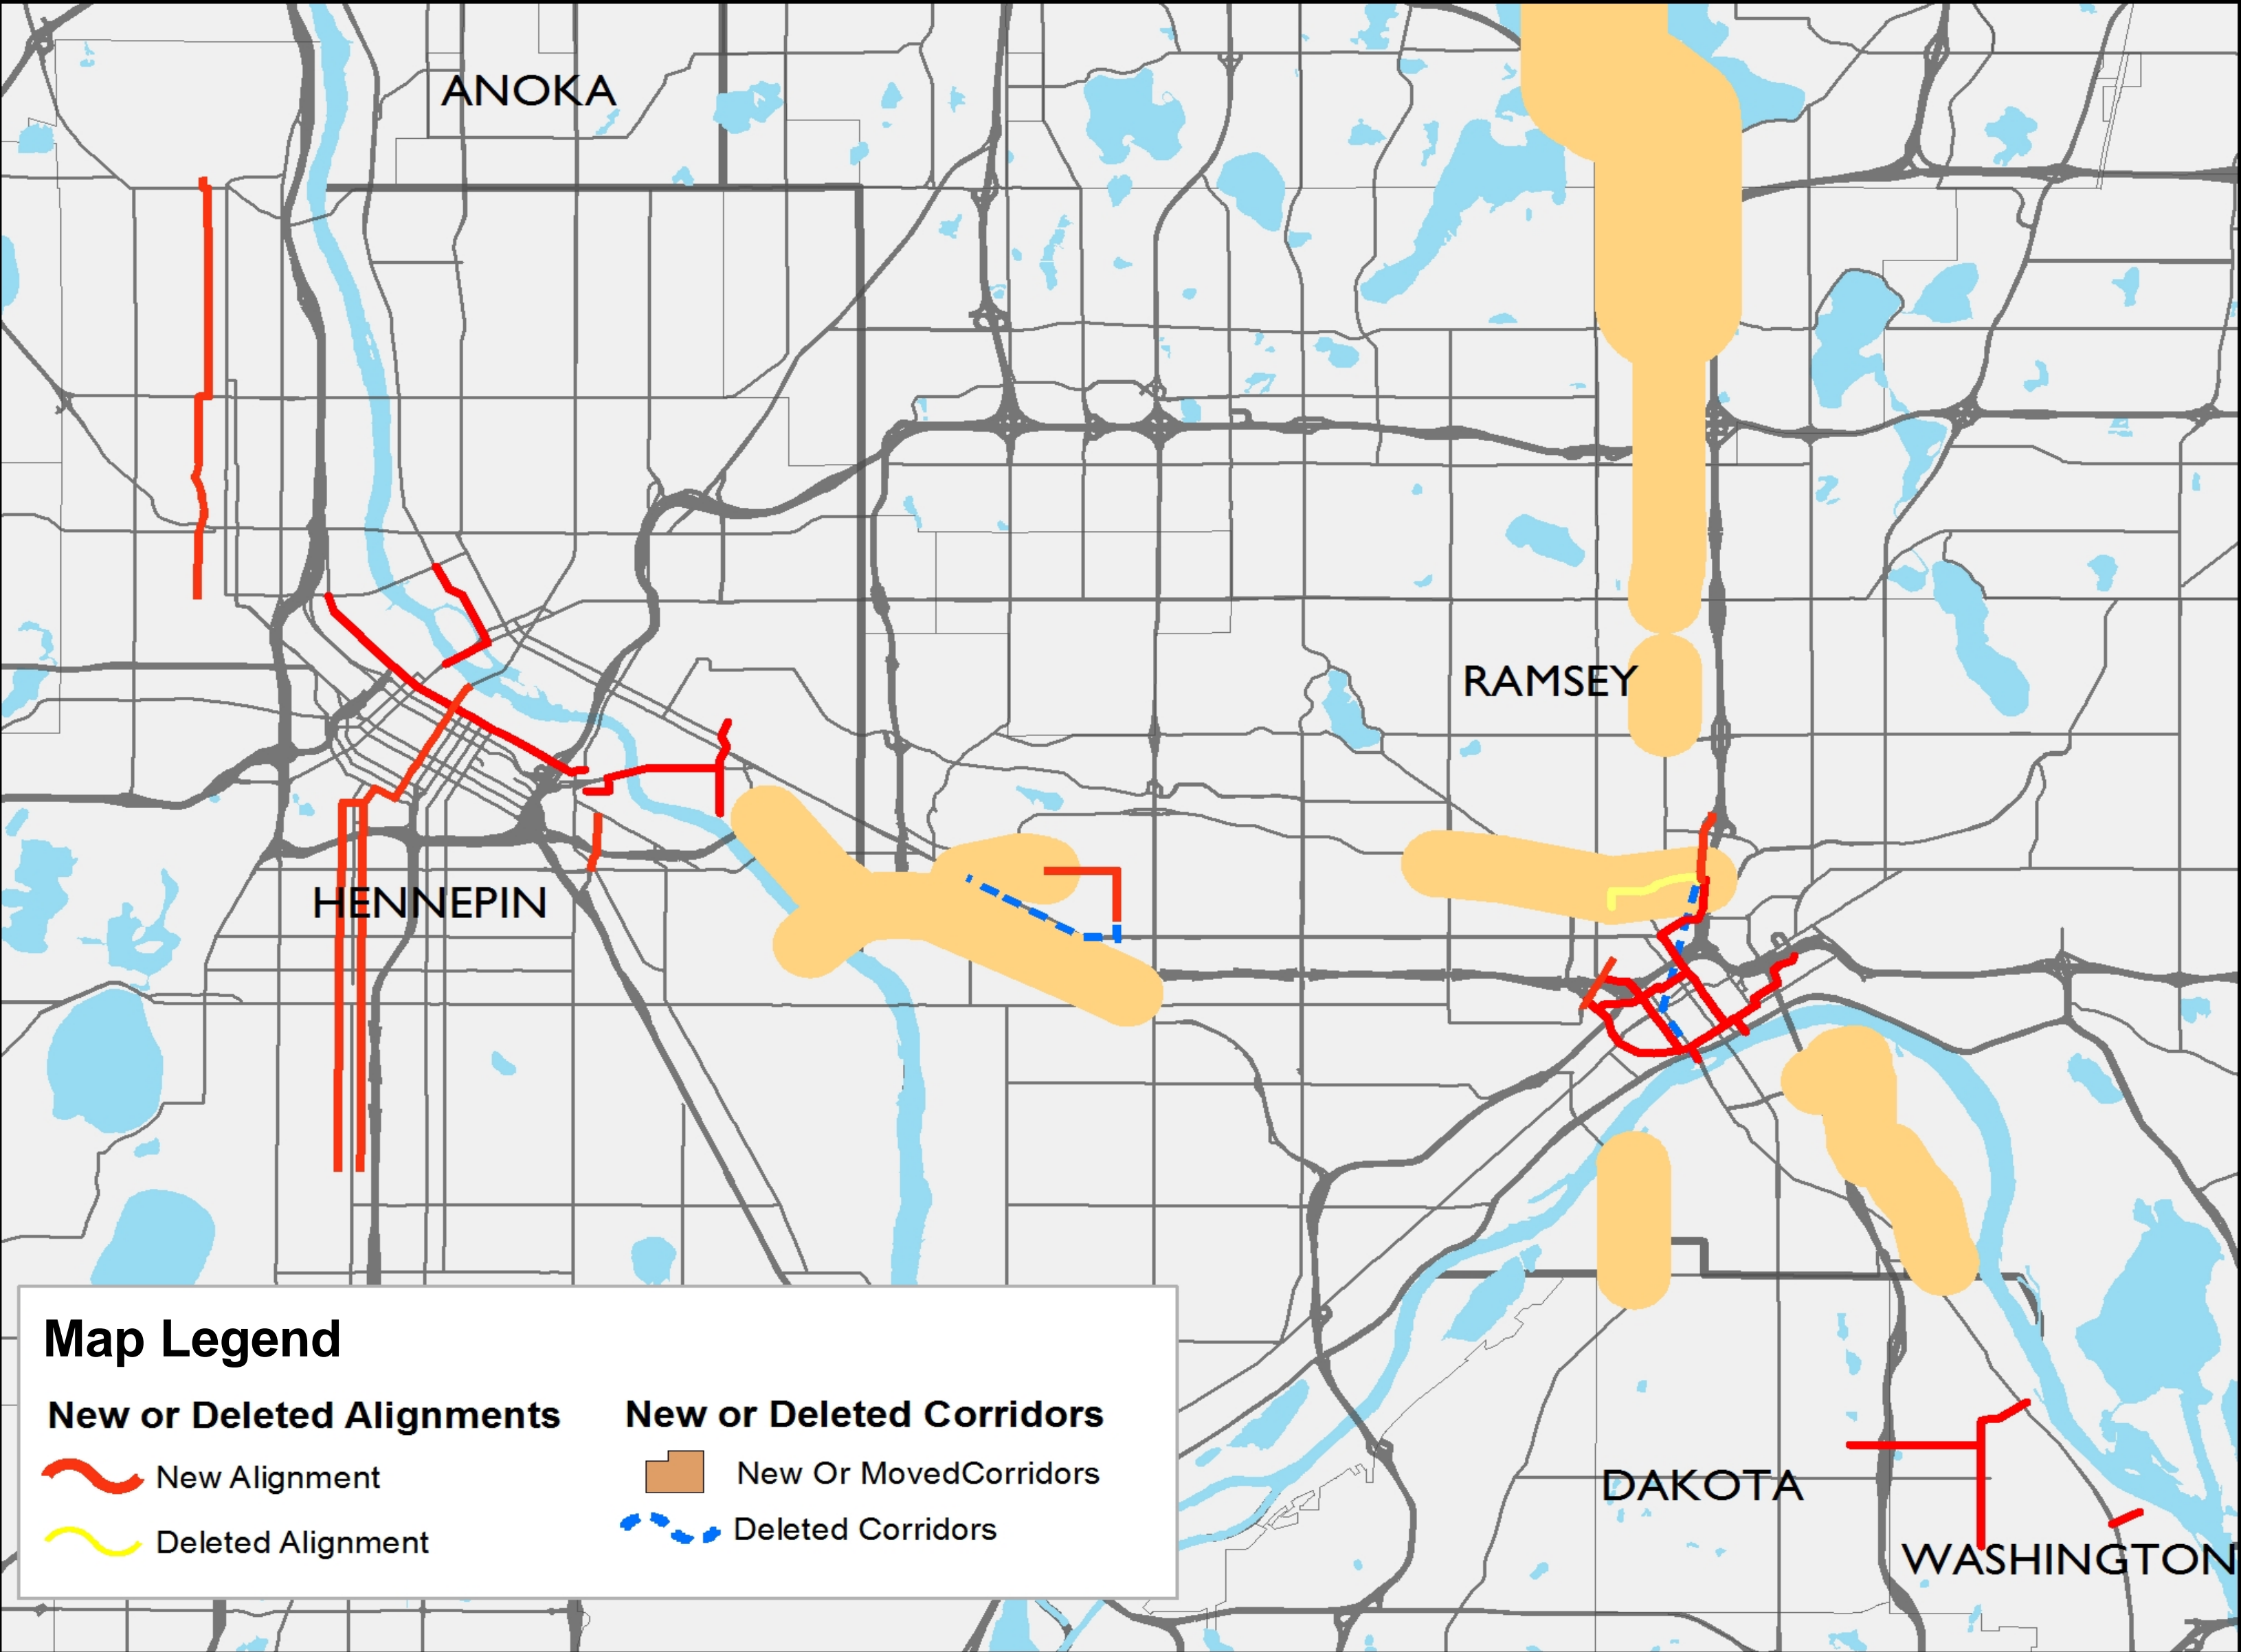 ANOKA
RAMSEY
HENNEPIN
Map Legend
New or Deleted Alignments
New Alignment
Deleted Alignment
New or Deleted Corridors
New Or MovedCorridors
Deleted Corridors
DAKOTA
WASHINGTON